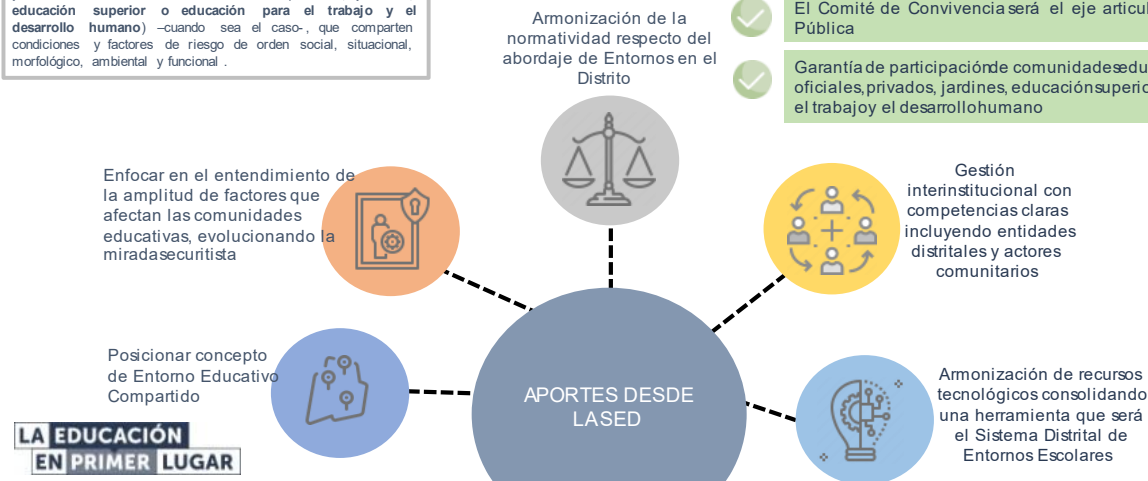 educación superior o educación para el trabajo y el
desarrollo humano) –cuando sea el caso-, que comparten
condiciones y factores de riesgo de orden social, situacional,
morfológico, ambiental y funcional .
Armonización de la
normatividad respecto del
abordaje de Entornos en el
Distrito
El Comité de Convivencia será el eje articul
Pública
Garantía de participación de comunidades edu
oficiales, privados, jardines, educación superio
el trabajo y el desarrollo humano
Enfocar en el entendimiento de
la amplitud de factores que
afectan las comunidades
educativas, evolucionando la
mirada securitista
Gestión
interinstitucional con
competencias claras
incluyendo entidades
distritales y actores
comunitarios
Posicionar concepto
de Entorno Educativo
Compartido
APORTES DESDE
LA SED
Armonización de recursos
tecnológicos consolidando
una herramienta que será
el Sistema Distrital de
Entornos Escolares
LA EDUCACIÓN
EN PRIMER LUGAR